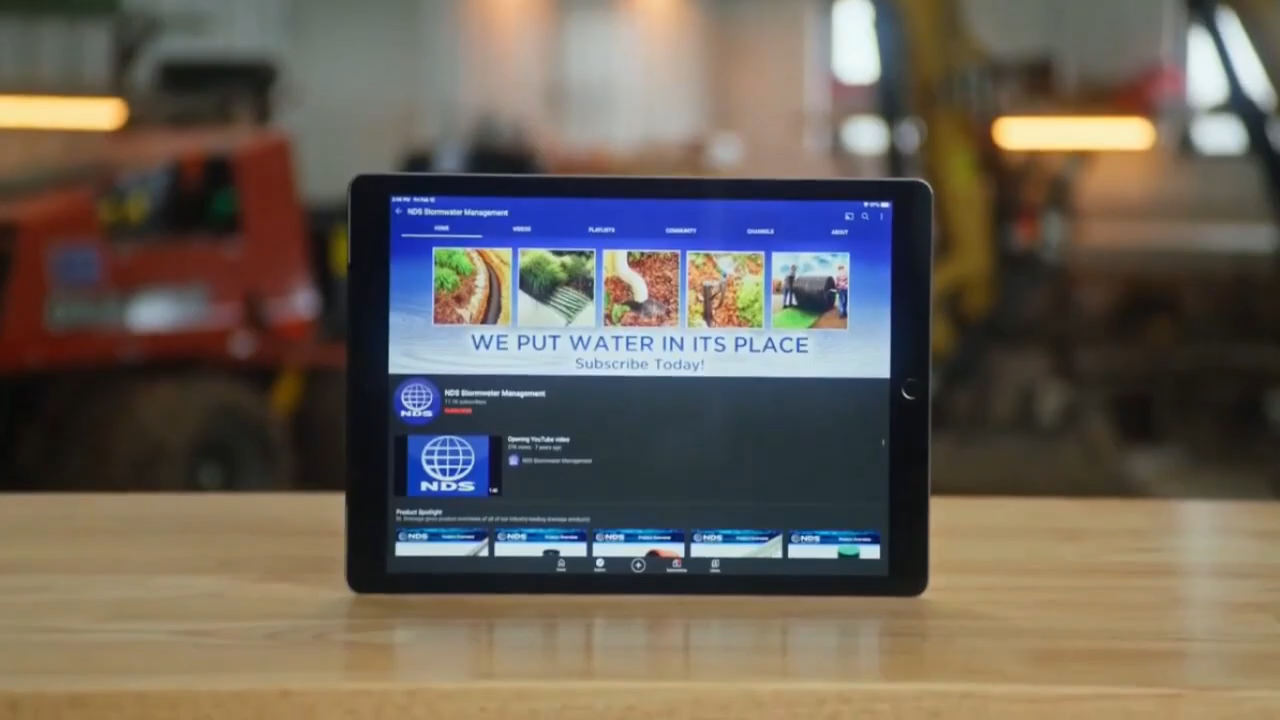 NDS Stormwater Management
HOME VIDEOS PLAYLISTS COMMUNITY CHANNELS ABOUT
WE PUT WATER IN ITS PLACE
Subscribe Today!
NDS
NDS Stormwater Management
NDS
Opening YouTube video
NDS Stormwater Management
Product Spotlight
NDS NDS NDS NDS NDS